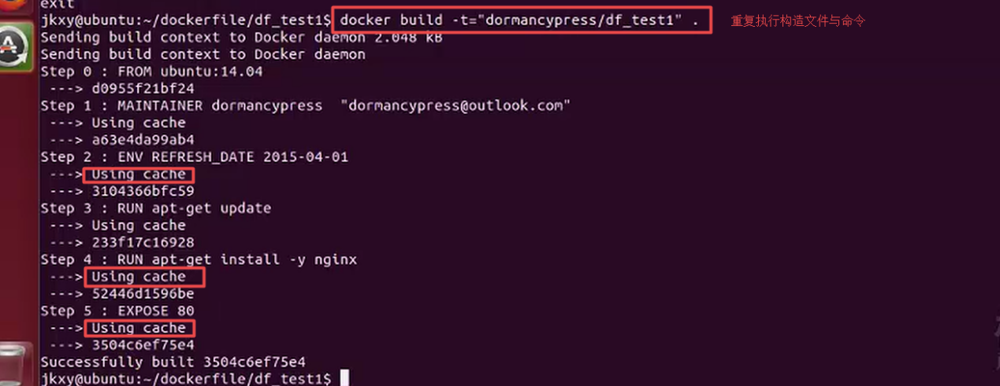 exit
jkxy@ubuntu:~/dockerfile/df_test1$ docker build -t="dormancypress/df_test1" . 重复执行构造文件与命令
Sending build context to Docker daemon 2.048 kB
Sending build context to Docker daemon
Step 0 : FROM ubuntu:14.04
---> d0955f21bf24
Step 1 : MAINTAINER dormancypress  "dormancypress@outlook.com"
---> Using cache
---> a63e4da99ab4
Step 2 : ENV REFRESH_DATE 2015-04-01
---> Using cache
---> 3104366bfc59
Step 3 : RUN apt-get update
---> Using cache
---> 233f17c16928
Step 4 : RUN apt-get install -y nginx
---> Using cache
---> 52446d1596be
Step 5 : EXPOSE 80
---> Using cache
---> 3504c6ef75e4
Successfully built 3504c6ef75e4
jkxy@ubuntu:~/dockerfile/df_test1$